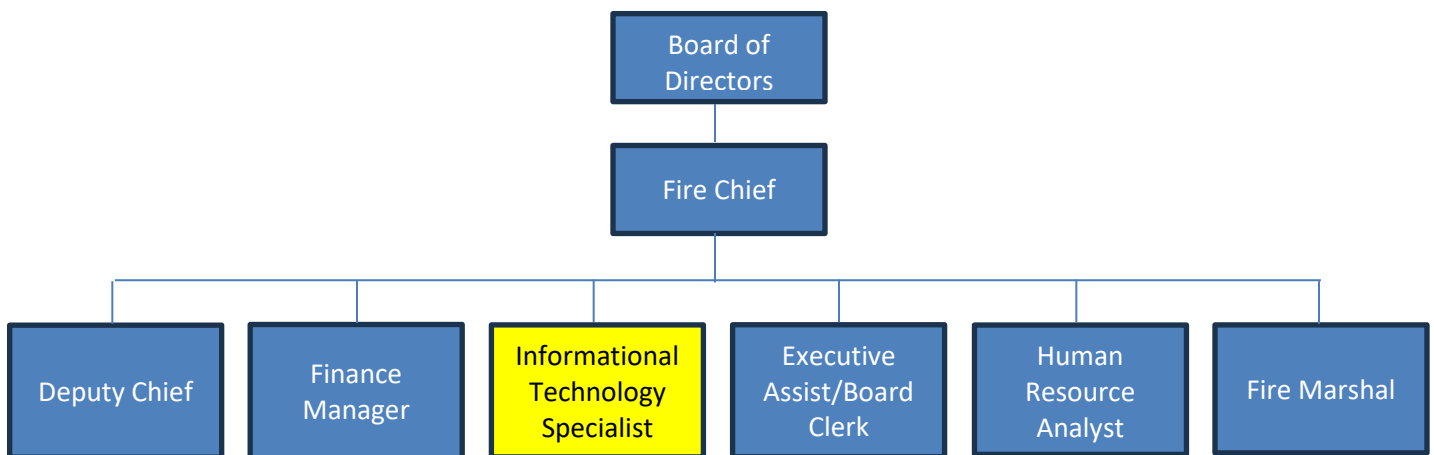 Board of
Directors
Fire Chief
Deputy Chief
Finance
Manager
Informational
Technology
Specialist
Executive
Assist/Board
Clerk
Human
Resource
Analyst
Fire Marshal